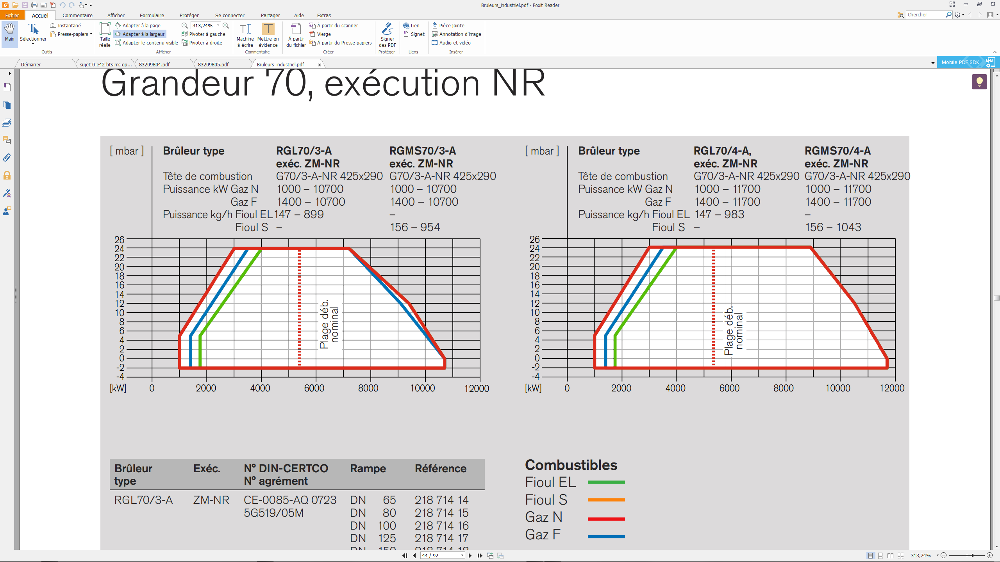 Bruleurs_industriel.pdf - Foxit Reader
Fichier Accueil Commentaire Afficher Formulaire Protéger Se connecter Partager Aide Extras Chercher
Main
Sélectionner
Instantané
Presse-papiers
Outils
Taille réelle
Adapter à la page
Adapter à la largeur
Adapter le contenu visible
313,24%
Pivoter à gauche
Pivoter à droite
Afficher
Machine à écrire
Mettre en évidence
Commentaire
À partir du fichier
À partir du scanner
Vierge
À partir du Presse-papiers
Créer
Signer des PDF
Protéger
Lien
Signet
Liens
Pièce jointe
Annotation d'image
Audio et vidéo
Insérer
Démarrer sujet-0-e42-bts-ms-op... 83209804.pdf 83209805.pdf Bruleurs_industriel.pdf Mobile PDF SDK
Grandeur 70, exécution NR
[ mbar ] Brûleur type RGL70/3-A RGMS70/3-A
exéc. ZM-NR exéc. ZM-NR
Tête de combustion G70/3-A-NR 425x290 G70/3-A-NR 425x290
Puissance kW Gaz N 1000 – 10700 1000 – 10700
Gaz F 1400 – 10700 1400 – 10700
Puissance kg/h Fioul EL 147 – 899 –
Fioul S – 156 – 954
26
24
22
20
18
16
14
12
10
8
6
4
2
0
-2
-4
Plage déb.
nominal
[kW] 0 2000 4000 6000 8000 10000 12000
[ mbar ] Brûleur type RGL70/4-A, RGMS70/4-A
exéc. ZM-NR exéc. ZM-NR
Tête de combustion G70/3-A-NR 425x290 G70/3-A-NR 425x290
Puissance kW Gaz N 1000 – 11700 1000 – 11700
Gaz F 1400 – 11700 1400 – 11700
Puissance kg/h Fioul EL 147 – 983 –
Fioul S – 156 – 1043
26
24
22
20
18
16
14
12
10
8
6
4
2
0
-2
-4
Plage déb.
nominal
[kW] 0 2000 4000 6000 8000 10000 12000
Brûleur Exéc. N° DIN-CERTCO Rampe Référence
type N° agrément
RGL70/3-A ZM-NR CE-0085-AQ 0723 DN 65 218 714 14
5G519/05M DN 80 218 714 15
DN 100 218 714 16
DN 125 218 714 17
DN 150 218 714 18
Combustibles
Fioul EL
Fioul S
Gaz N
Gaz F
44 / 92 313,24%